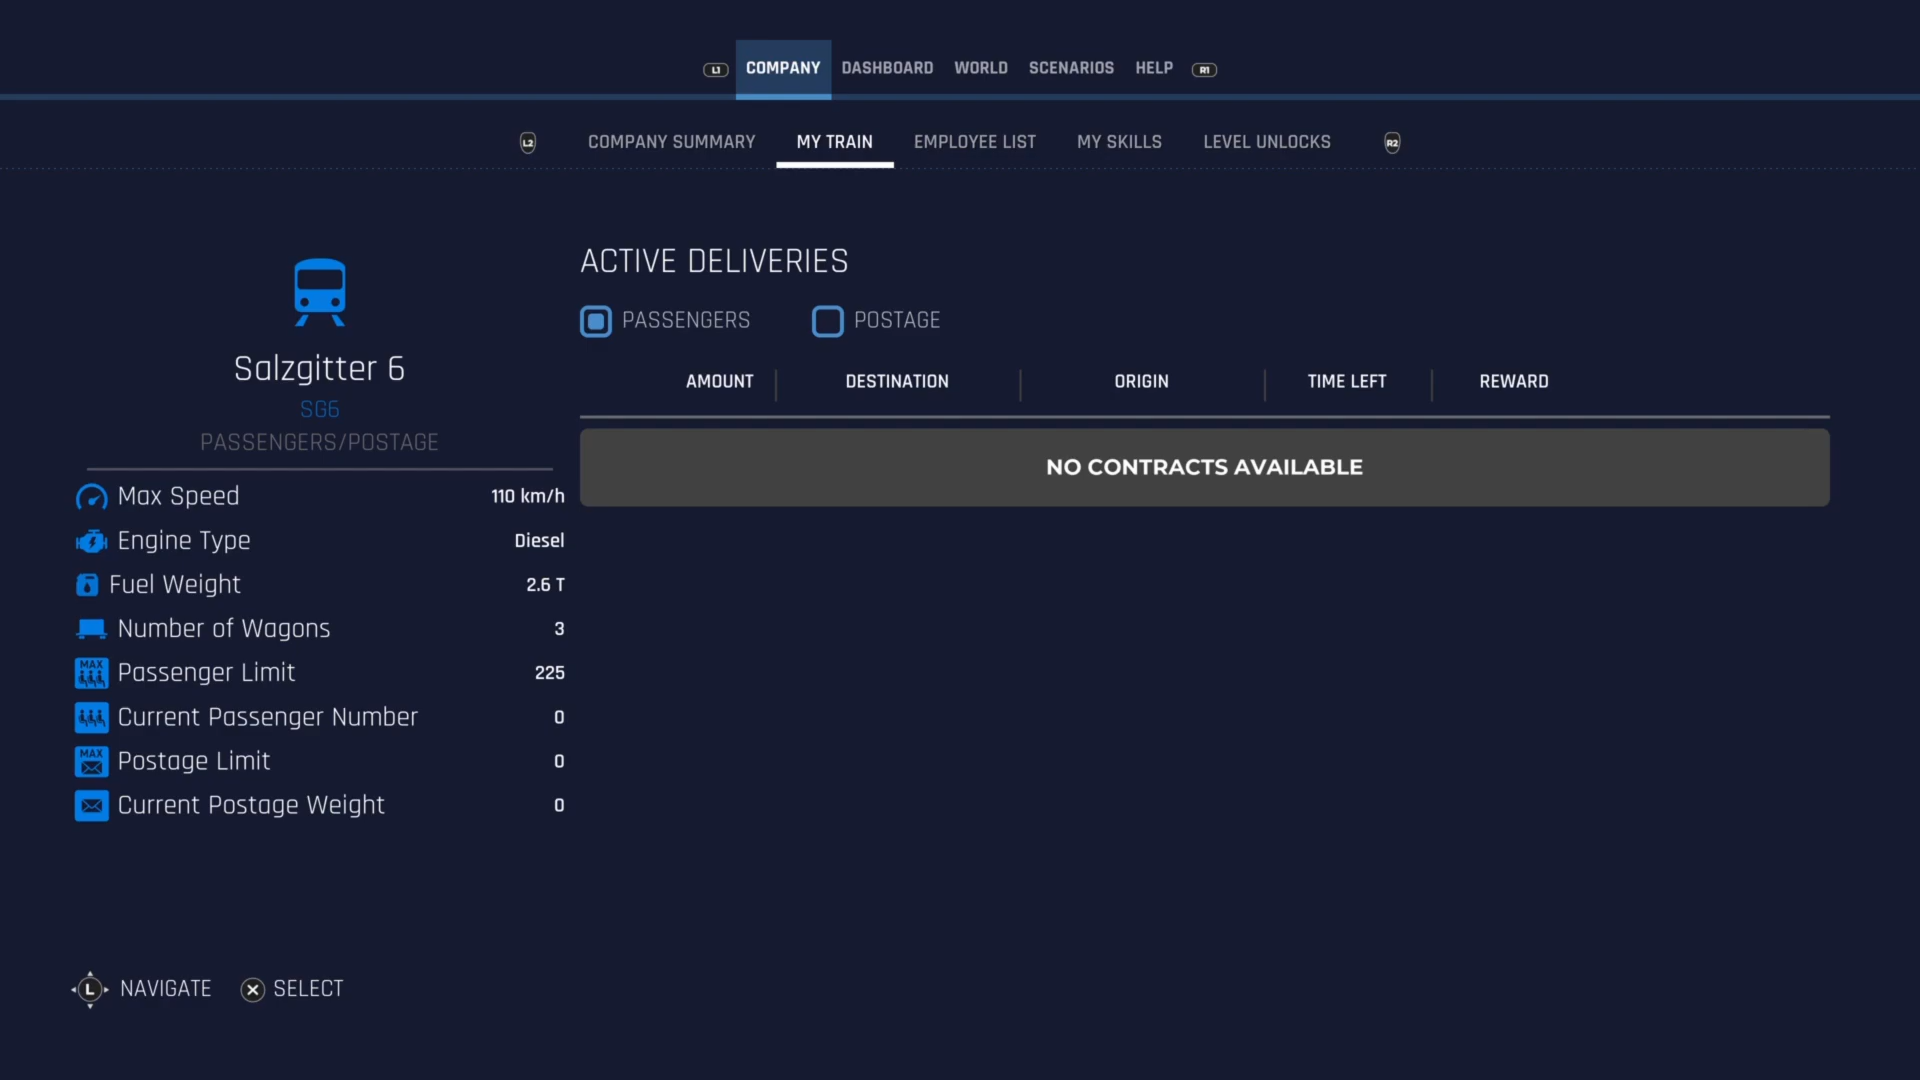 L1 COMPANY DASHBOARD WORLD SCENARIOS HELP R1
L2 COMPANY SUMMARY MY TRAIN EMPLOYEE LIST MY SKILLS LEVEL UNLOCKS R2
Salzgitter 6
SG6
PASSENGERS/POSTAGE
Max Speed 110 km/h
Engine Type Diesel
Fuel Weight 2.6 T
Number of Wagons 3
MAX Passenger Limit 225
Current Passenger Number 0
MAX Postage Limit 0
Current Postage Weight 0
ACTIVE DELIVERIES
PASSENGERS POSTAGE
AMOUNT DESTINATION ORIGIN TIME LEFT REWARD
NO CONTRACTS AVAILABLE
L NAVIGATE X SELECT